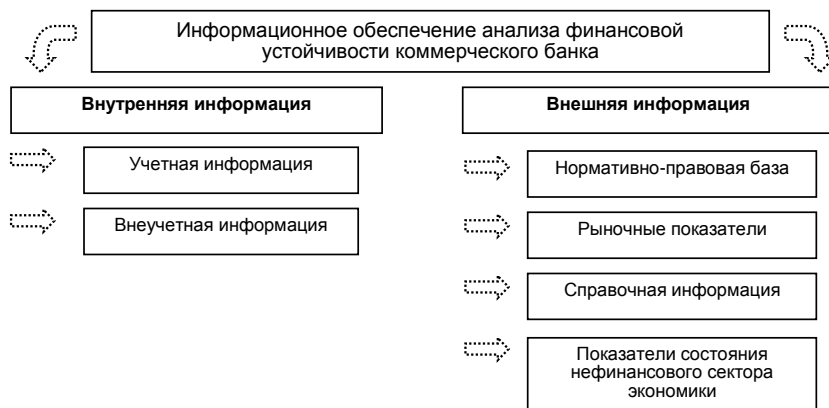 Информационное обеспечение анализа финансовой
устойчивости коммерческого банка
Внутренняя информация
Учетная информация
Внеучетная информация
Внешняя информация
Нормативно-правовая база
Рыночные показатели
Справочная информация
Показатели состояния
нефинансового сектора
экономики